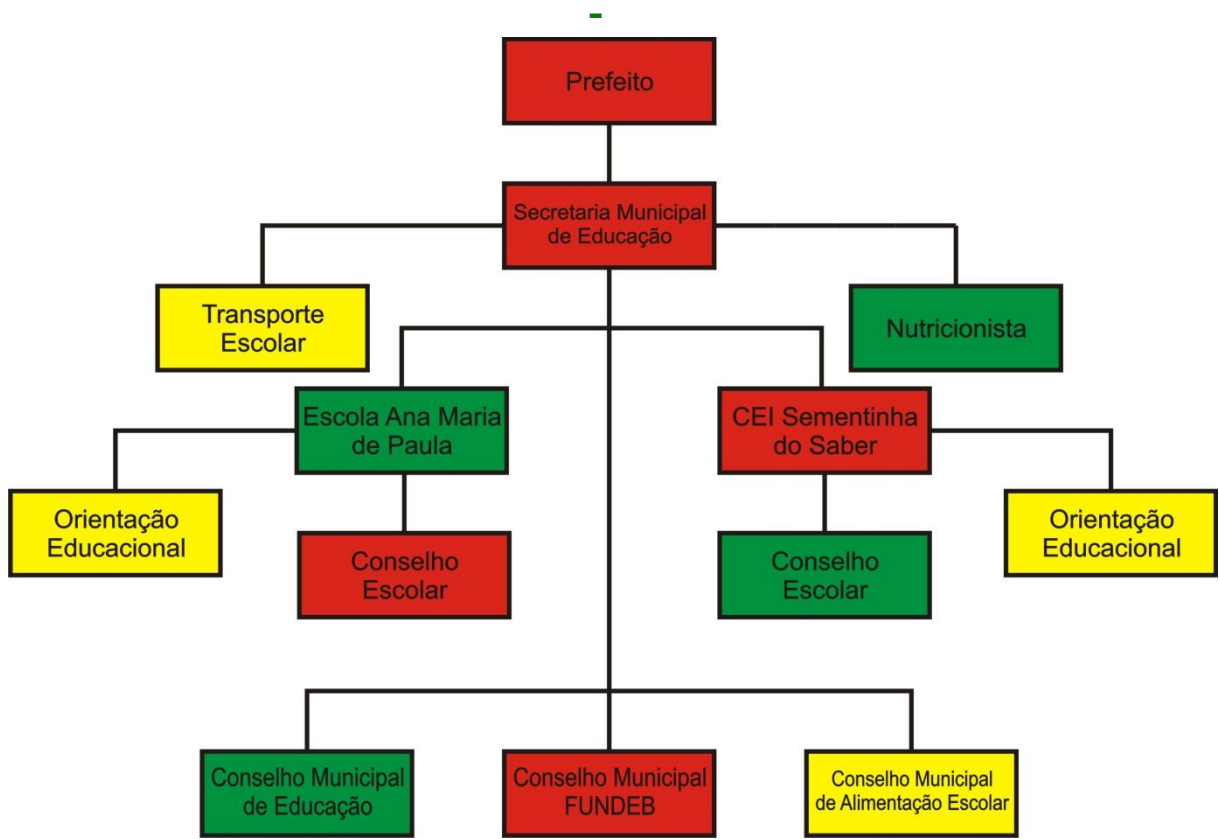 -
Prefeito
Secretaria Municipal
de Educação
Transporte
Escolar
Nutricionista
Escola Ana Maria
de Paula
CEI Sementinha
do Saber
Orientação
Educacional
Conselho
Escolar
Conselho
Escolar
Orientação
Educacional
Conselho Municipal
de Educação
Conselho Municipal
FUNDEB
Conselho Municipal
de Alimentação Escolar